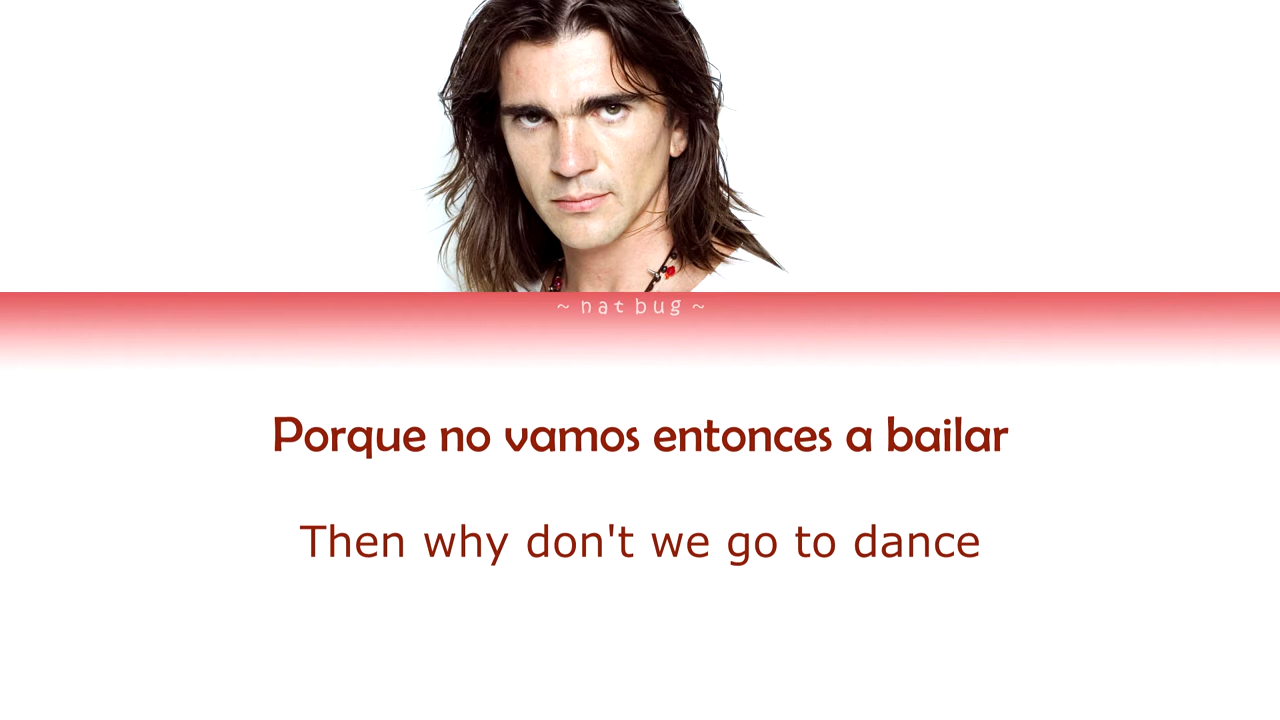 ~ nat bug ~
Porque no vamos entonces a bailar
Then why don't we go to dance